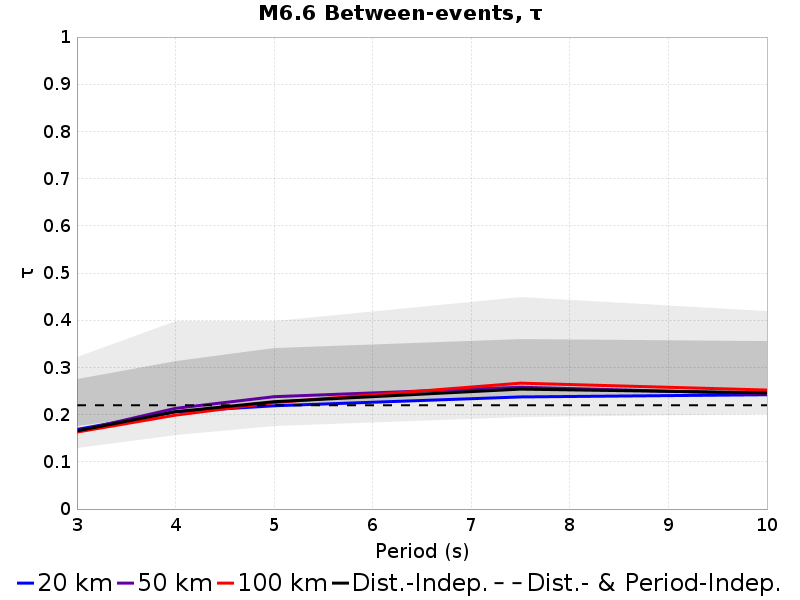 M6.6 Between-events, τ
1
0.9
0.8
0.7
0.6
0.5
0.4
0.3
0.2
0.1
0
τ
3 4 5 6 7 8 9 10
Period (s)
20 km 50 km 100 km Dist.-Indep. Dist.- & Period-Indep.